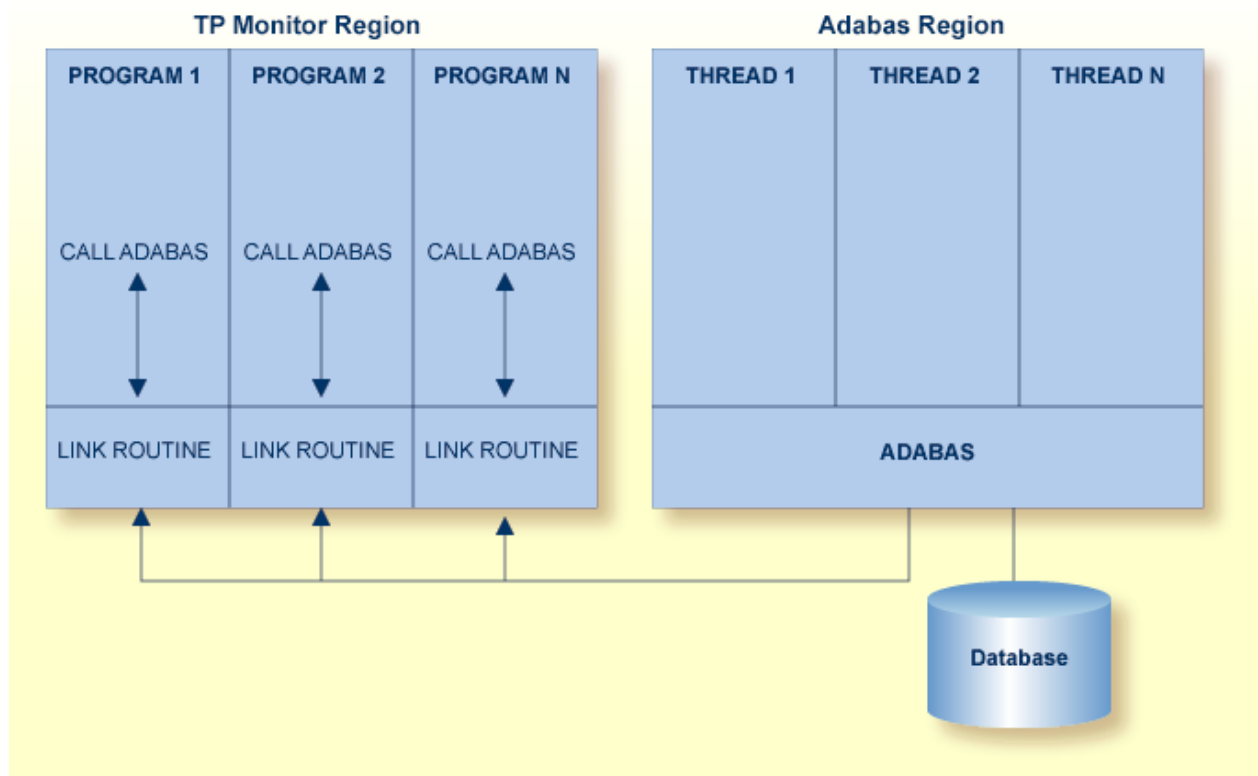 TP Monitor Region
Adabas Region
PROGRAM 1
PROGRAM 2
PROGRAM N
THREAD 1
THREAD 2
THREAD N
CALL ADABAS
CALL ADABAS
CALL ADABAS
LINK ROUTINE
LINK ROUTINE
LINK ROUTINE
ADABAS
Database